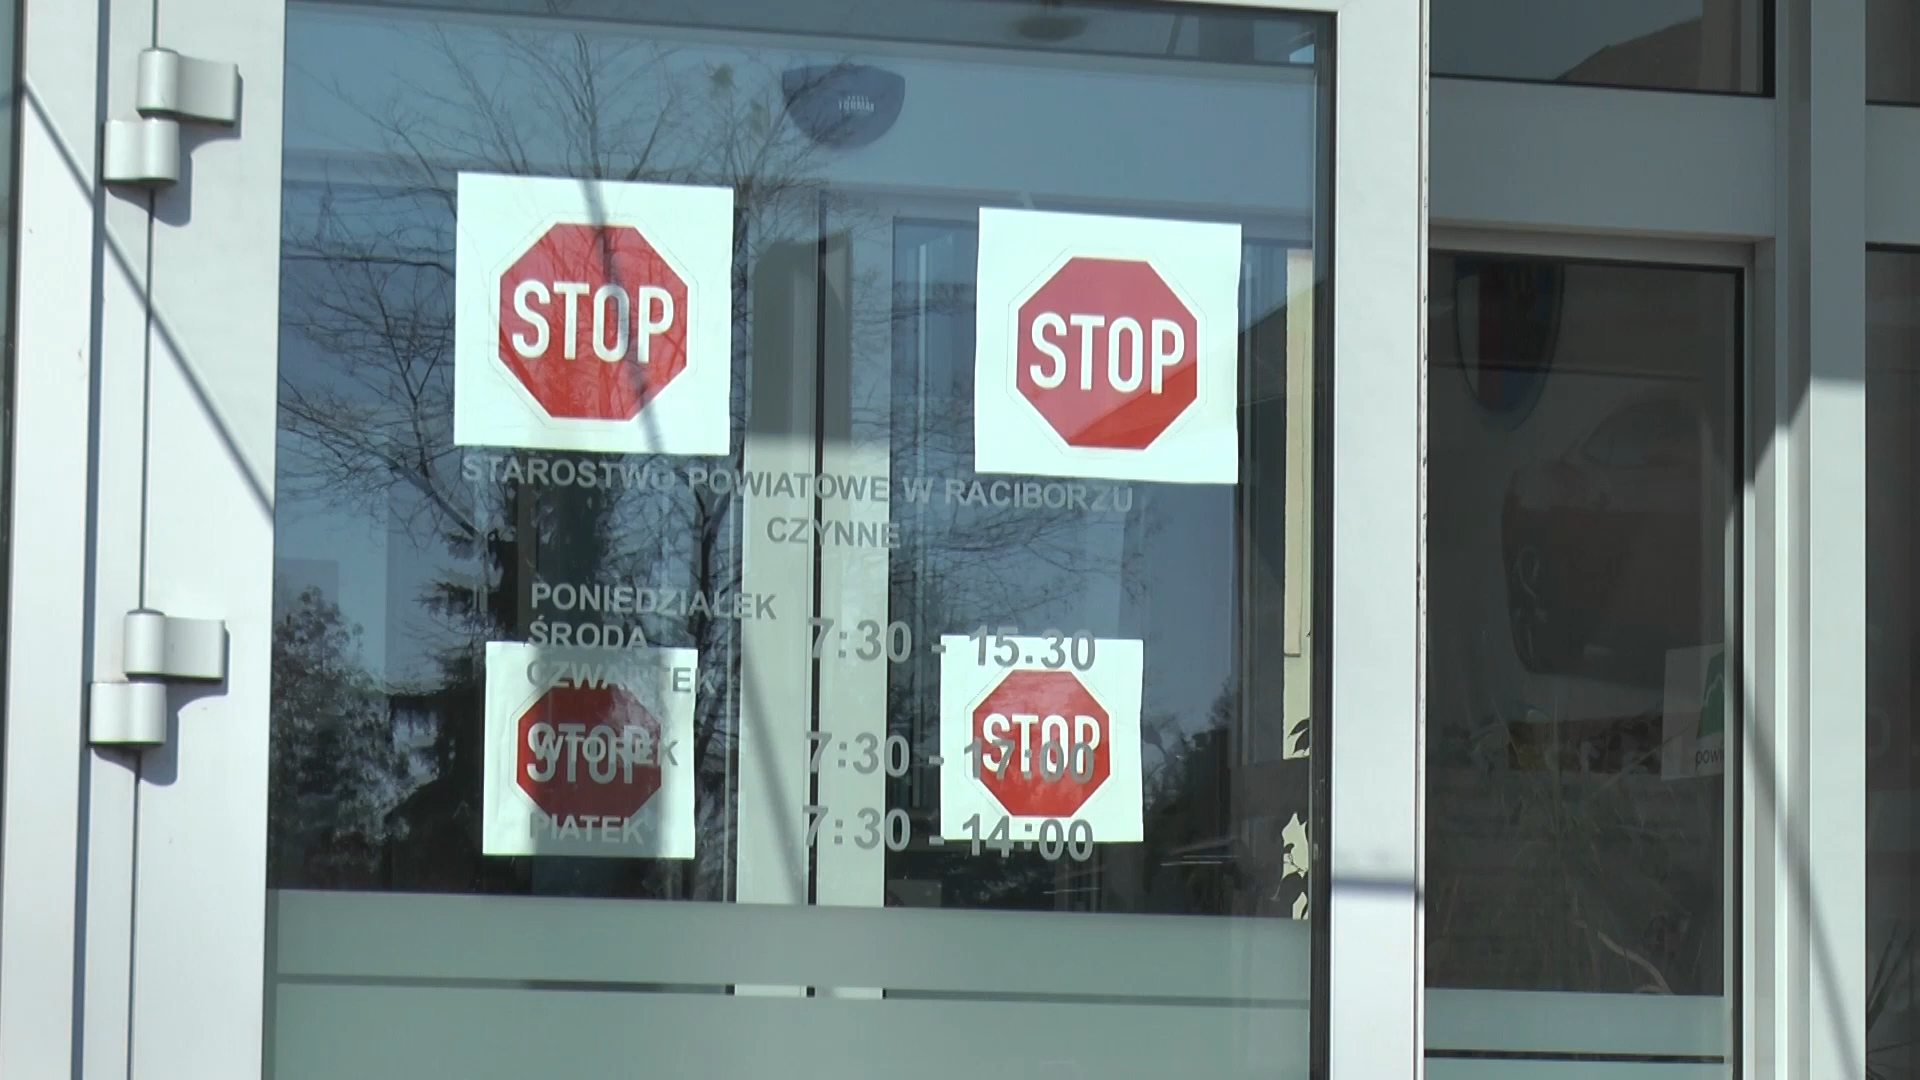 STOP
STOP
STAROSTWO POWIATOWE W RACIBORZU
CZYNNE
PONIEDZIAŁEK
ŚRODA 7:30 - 15.30
CZWARTEK
STOP
STOP
WTOREK 7:30 - 17:00
PIĄTEK 7:30 - 14:00